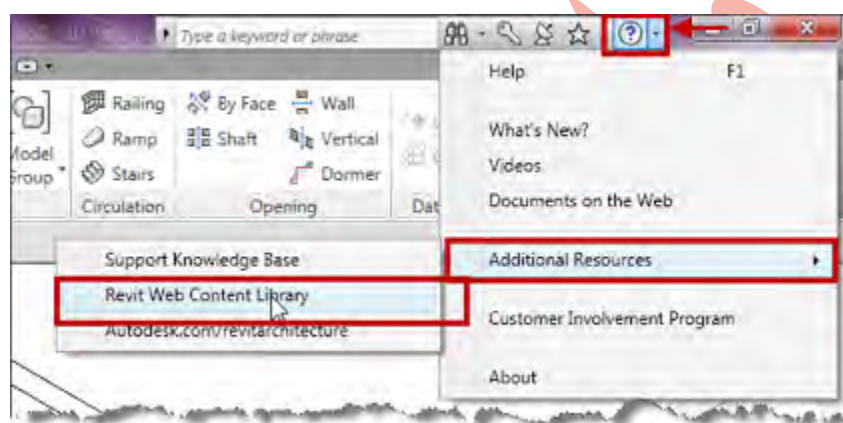 Type a keyword or phrase
Help F1
Railing By Face Wall
What's New?
Ramp Shaft Vertical
Model
Videos
Group Stairs Dormer
Documents on the Web
Circulation Opening Dat
Support Knowledge Base
Additional Resources
Revit Web Content Library
Customer Involvement Program
Autodesk.com/revitarchitecture
About